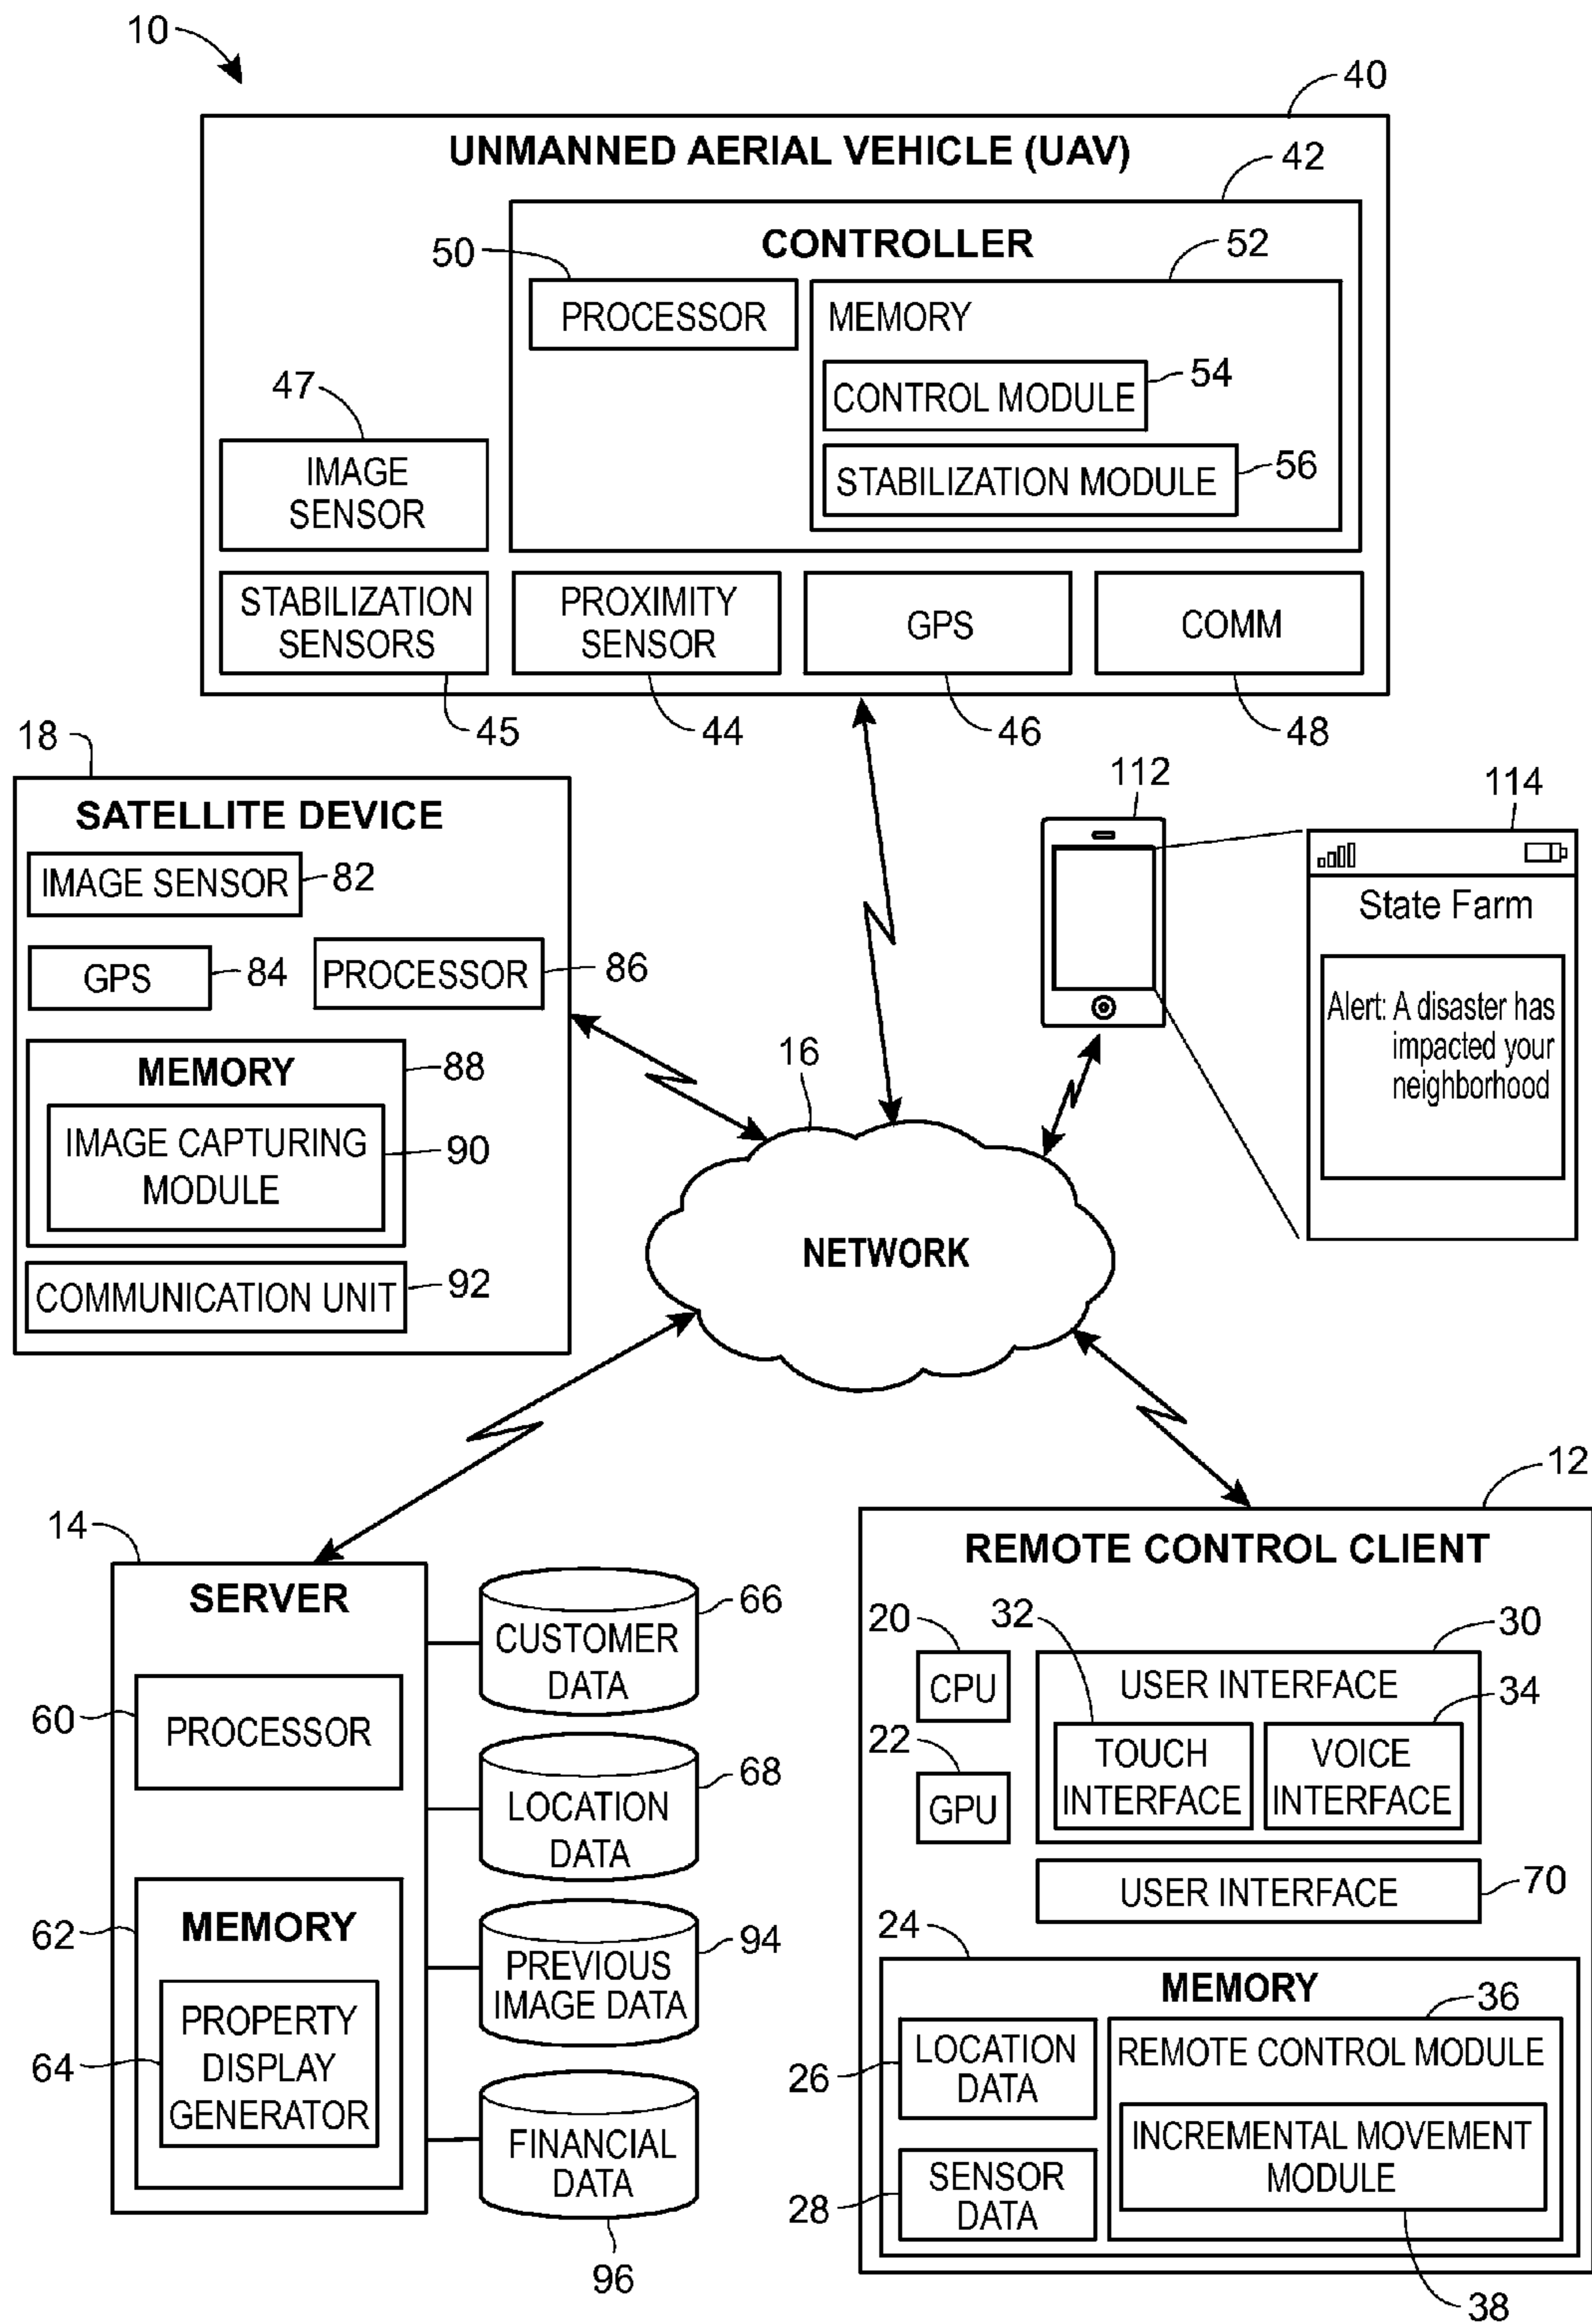 10
40
UNMANNED AERIAL VEHICLE (UAV)
42
CONTROLLER
50
52
PROCESSOR
MEMORY
CONTROL MODULE
54
STABILIZATION MODULE
56
47
IMAGE
SENSOR
STABILIZATION
SENSORS
PROXIMITY
SENSOR
GPS
COMM
45
44
46
48
18
SATELLITE DEVICE
IMAGE SENSOR
82
GPS
84
PROCESSOR
86
MEMORY
88
IMAGE CAPTURING
MODULE
90
COMMUNICATION UNIT
92
112
114
State Farm
Alert: A disaster has
impacted your
neighborhood
16
NETWORK
14
SERVER
60
PROCESSOR
62
MEMORY
64
PROPERTY
DISPLAY
GENERATOR
CUSTOMER
DATA
66
LOCATION
DATA
68
PREVIOUS
IMAGE DATA
94
FINANCIAL
DATA
96
12
REMOTE CONTROL CLIENT
20
CPU
22
GPU
30
USER INTERFACE
32
TOUCH
INTERFACE
34
VOICE
INTERFACE
USER INTERFACE
70
24
MEMORY
26
LOCATION
DATA
28
SENSOR
DATA
36
REMOTE CONTROL MODULE
INCREMENTAL MOVEMENT
MODULE
38